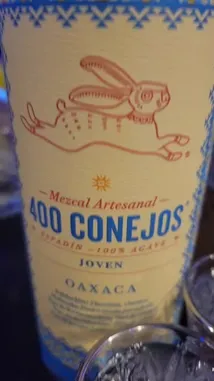 Mezcal Artesanal
400 CONEJOS®
ESPADÍN - 100% AGAVE
JOVEN
OAXACA